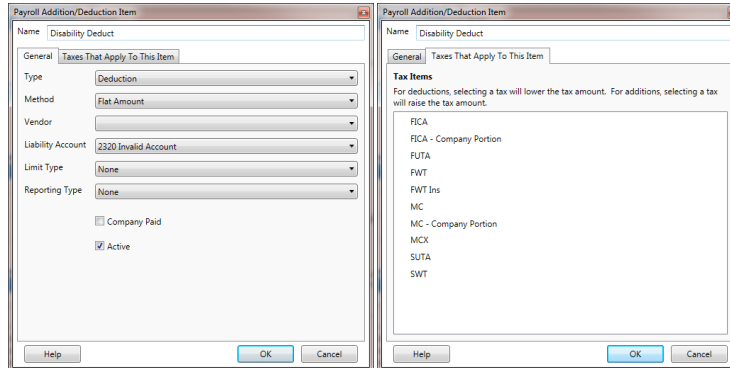 Payroll Addition/Deduction Item
Name Disability Deduct
General Taxes That Apply To This Item
Type Deduction
Method Flat Amount
Vendor
Liability Account 2320 Invalid Account
Limit Type None
Reporting Type None
Company Paid
Active
Help OK Cancel
Payroll Addition/Deduction Item
Name Disability Deduct
General Taxes That Apply To This Item
Tax Items
For deductions, selecting a tax will lower the tax amount. For additions, selecting a tax
will raise the tax amount.
FICA
FICA - Company Portion
FUTA
FWT
FWT Ins
MC
MC - Company Portion
MCX
SUTA
SWT
Help OK Cancel